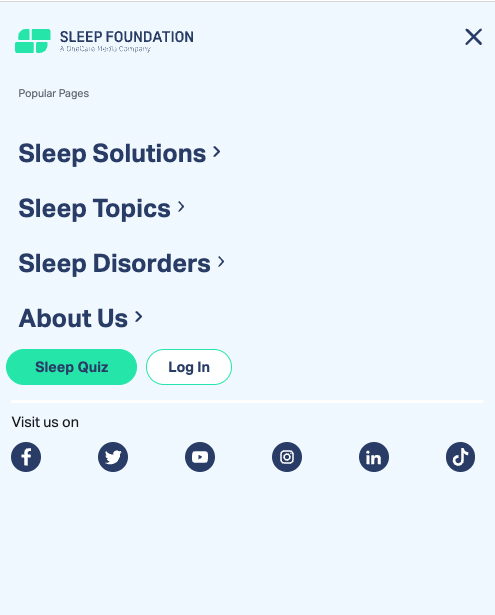 SLEEP FOUNDATION
A OneCare Media Company
Popular Pages
Sleep Solutions
Sleep Topics
Sleep Disorders
About Us
Sleep Quiz
Log In
Visit us on